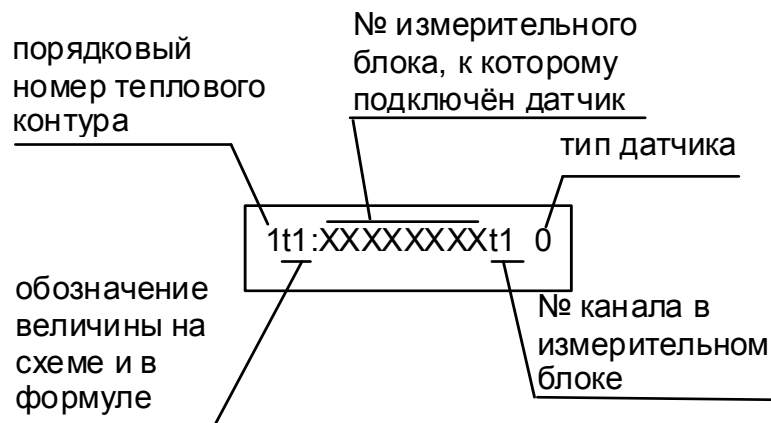 порядковый
номер теплового
контура
№ измерительного
блока, к которому
подключён датчик
тип датчика
1t1:XXXXXXXXt1 0
обозначение
величины на
схеме и в
формуле
№ канала в
измерительном
блоке